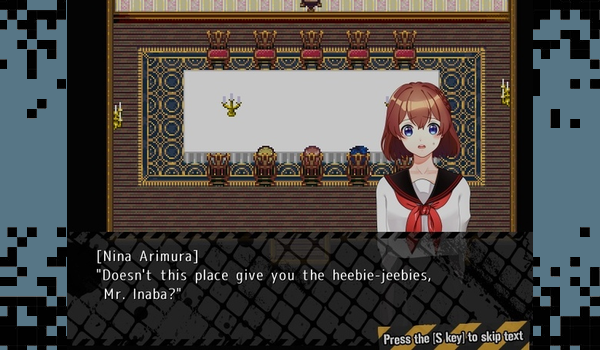 [Nina Arimura]
"Doesn't this place give you the heebie-jeebies,
Mr. Inaba?"
Press the [S key] to skip text